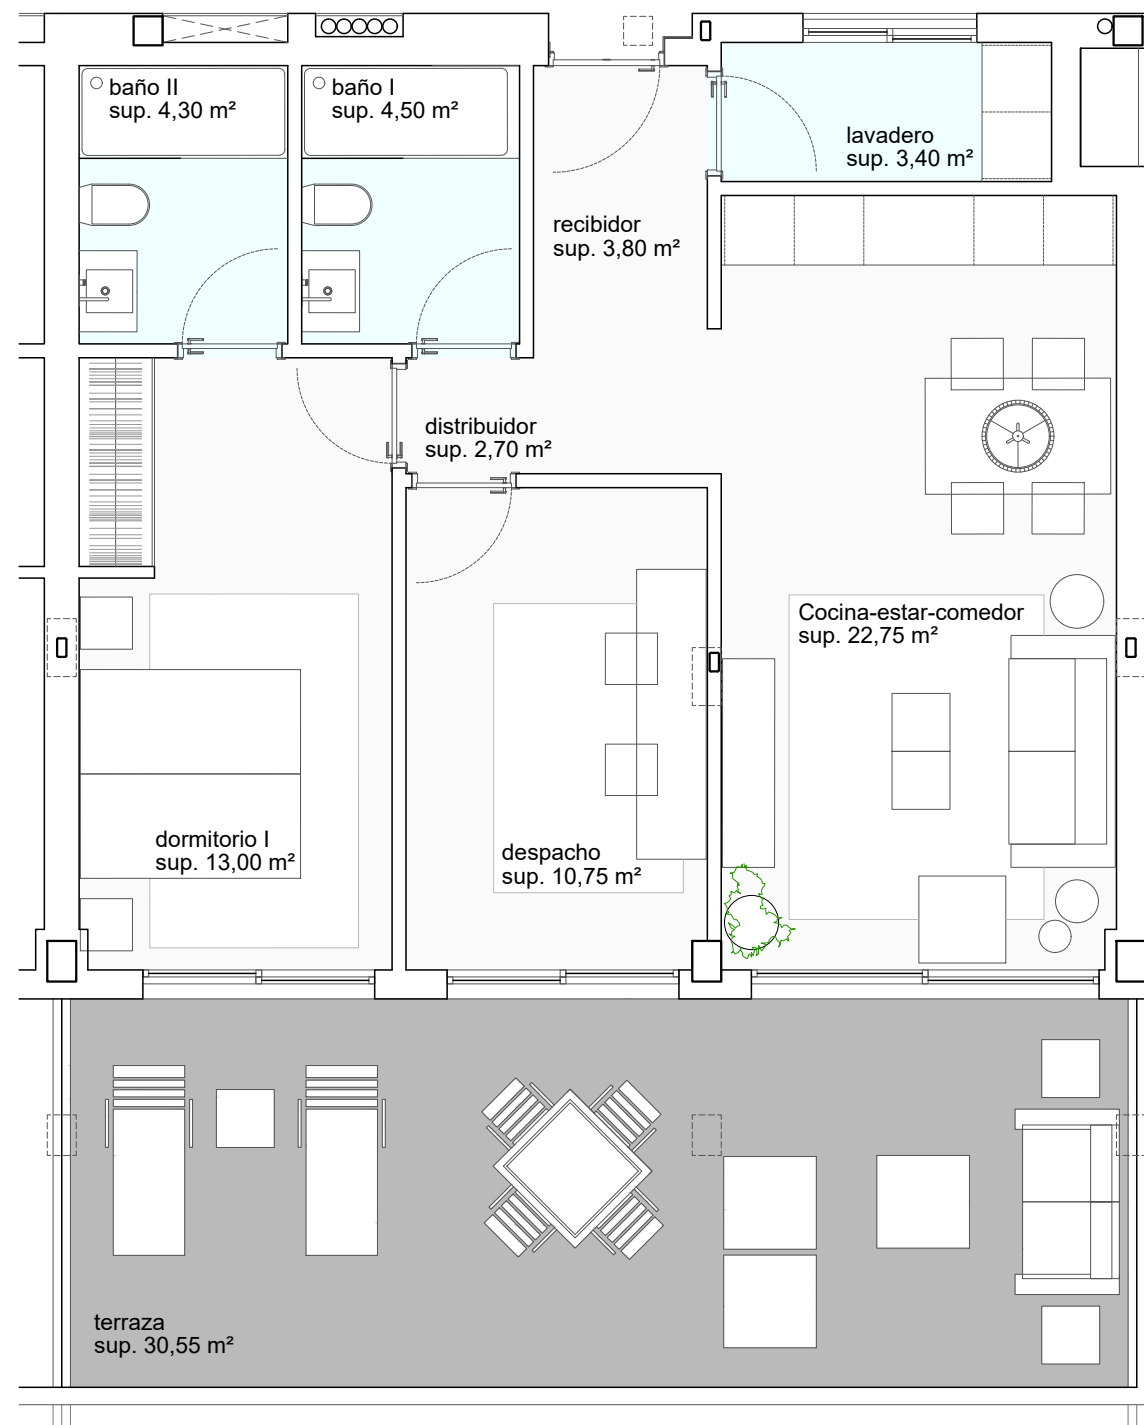 baño II
sup. 4,30 m²
baño I
sup. 4,50 m²
lavadero
sup. 3,40 m²
recibidor
sup. 3,80 m²
distribuidor
sup. 2,70 m²
Cocina-estar-comedor
sup. 22,75 m²
dormitorio I
sup. 13,00 m²
despacho
sup. 10,75 m²
terraza
sup. 30,55 m²